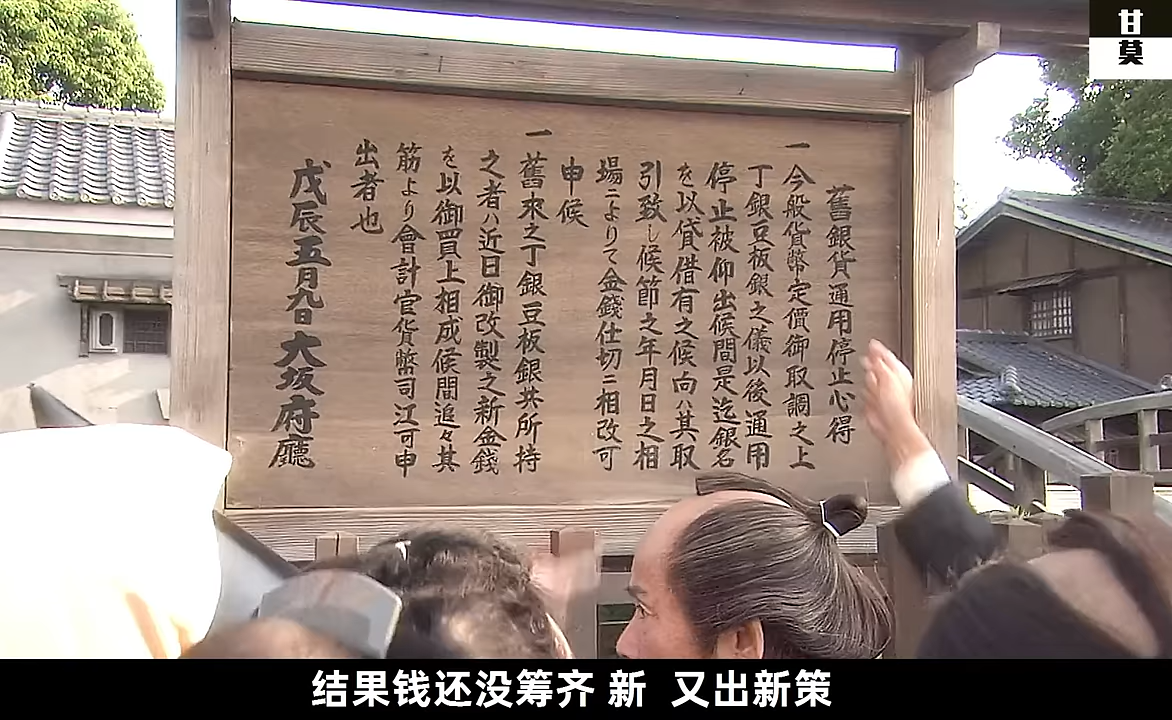 甘莫
舊銀貨通用停止心得
一今般貨幣定價御取調之上
丁銀豆板銀之儀以後通用
停止被仰出候間是迄銀名
を以貸借有之候向ハ其取
引致し候節之年月日之相
場ニよりて金錢仕切ニ相改可
申候
一舊来之丁銀豆板銀共所持
之者ハ近日御改製之新金錢
を以御買上相成候間追々其
筋より會計官貨幣司江可申
出者也
戊辰五月九日大坂府廳
结果钱还没筹齐 新 又出新策